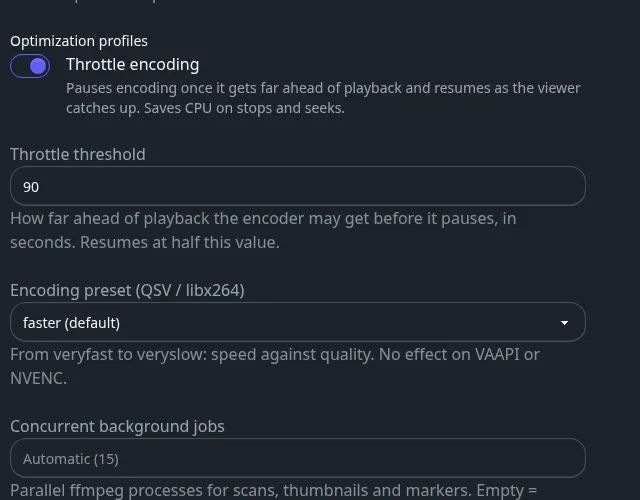 Optimization profiles
Throttle encoding
Pauses encoding once it gets far ahead of playback and resumes as the viewer
catches up. Saves CPU on stops and seeks.
Throttle threshold
90
How far ahead of playback the encoder may get before it pauses, in
seconds. Resumes at half this value.
Encoding preset (QSV / libx264)
faster (default)
From veryfast to veryslow: speed against quality. No effect on VAAPI or
NVENC.
Concurrent background jobs
Automatic (15)
Parallel ffmpeg processes for scans, thumbnails and markers. Empty =